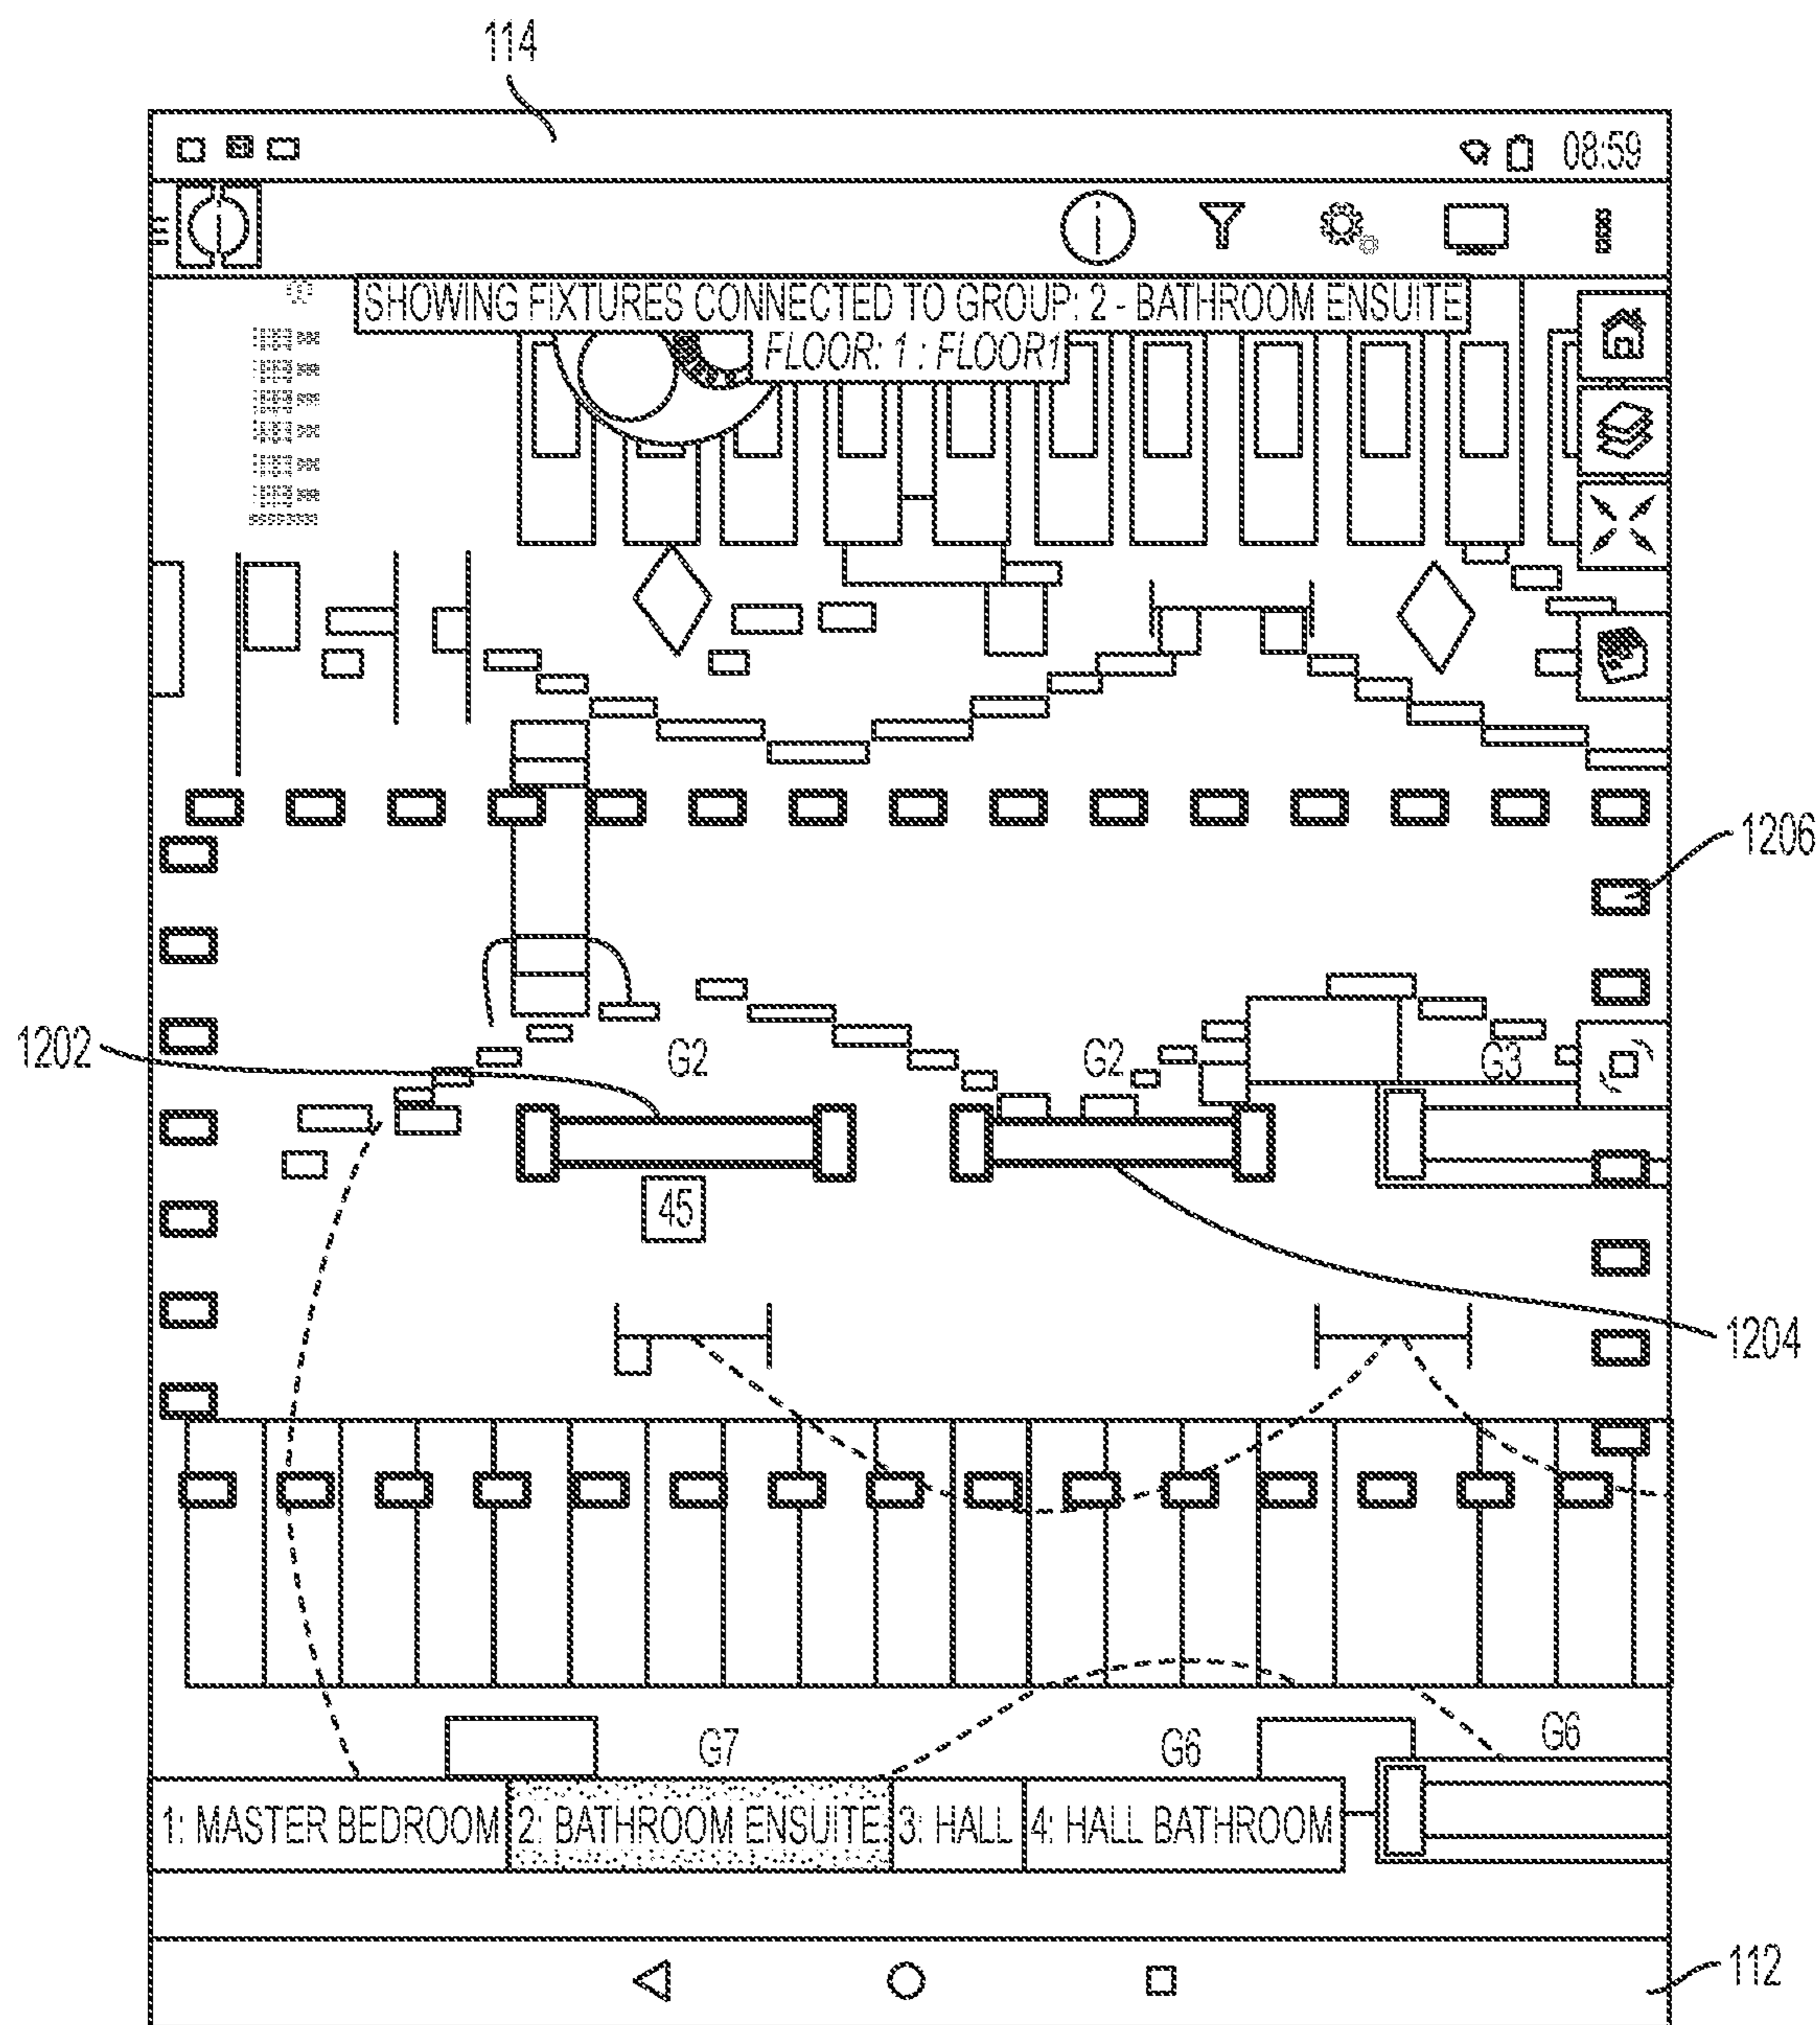 114
08:59
SHOWING FIXTURES CONNECTED TO GROUP: 2 - BATHROOM ENSUITE
FLOOR: 1 : FLOOR1
1206
1202
G2
G2
G3
45
1204
G7
G6
G6
1: MASTER BEDROOM
2: BATHROOM ENSUITE
3: HALL
4: HALL BATHROOM
112